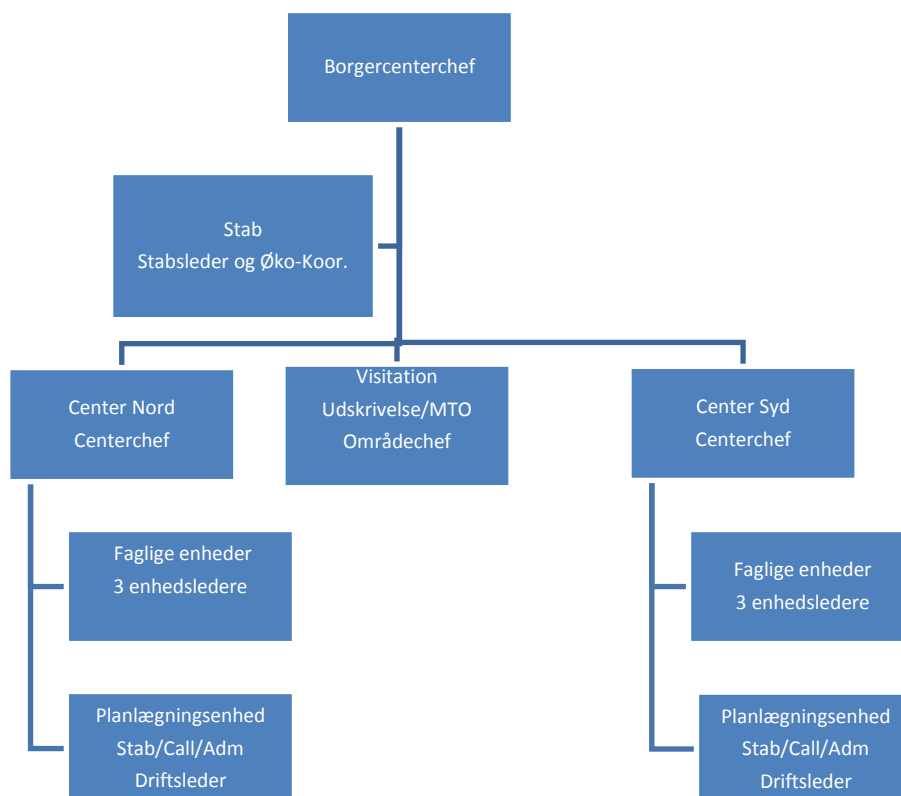 Borgercenterchef
Stab
Stabsleder og Øko-Koor.
Center Nord
Centerchef
Visitation
Udskrivelse/MTO
Områdechef
Center Syd
Centerchef
Faglige enheder
3 enhedsledere
Faglige enheder
3 enhedsledere
Planlægningsenhed
Stab/Call/Adm
Driftsleder
Planlægningsenhed
Stab/Call/Adm
Driftsleder